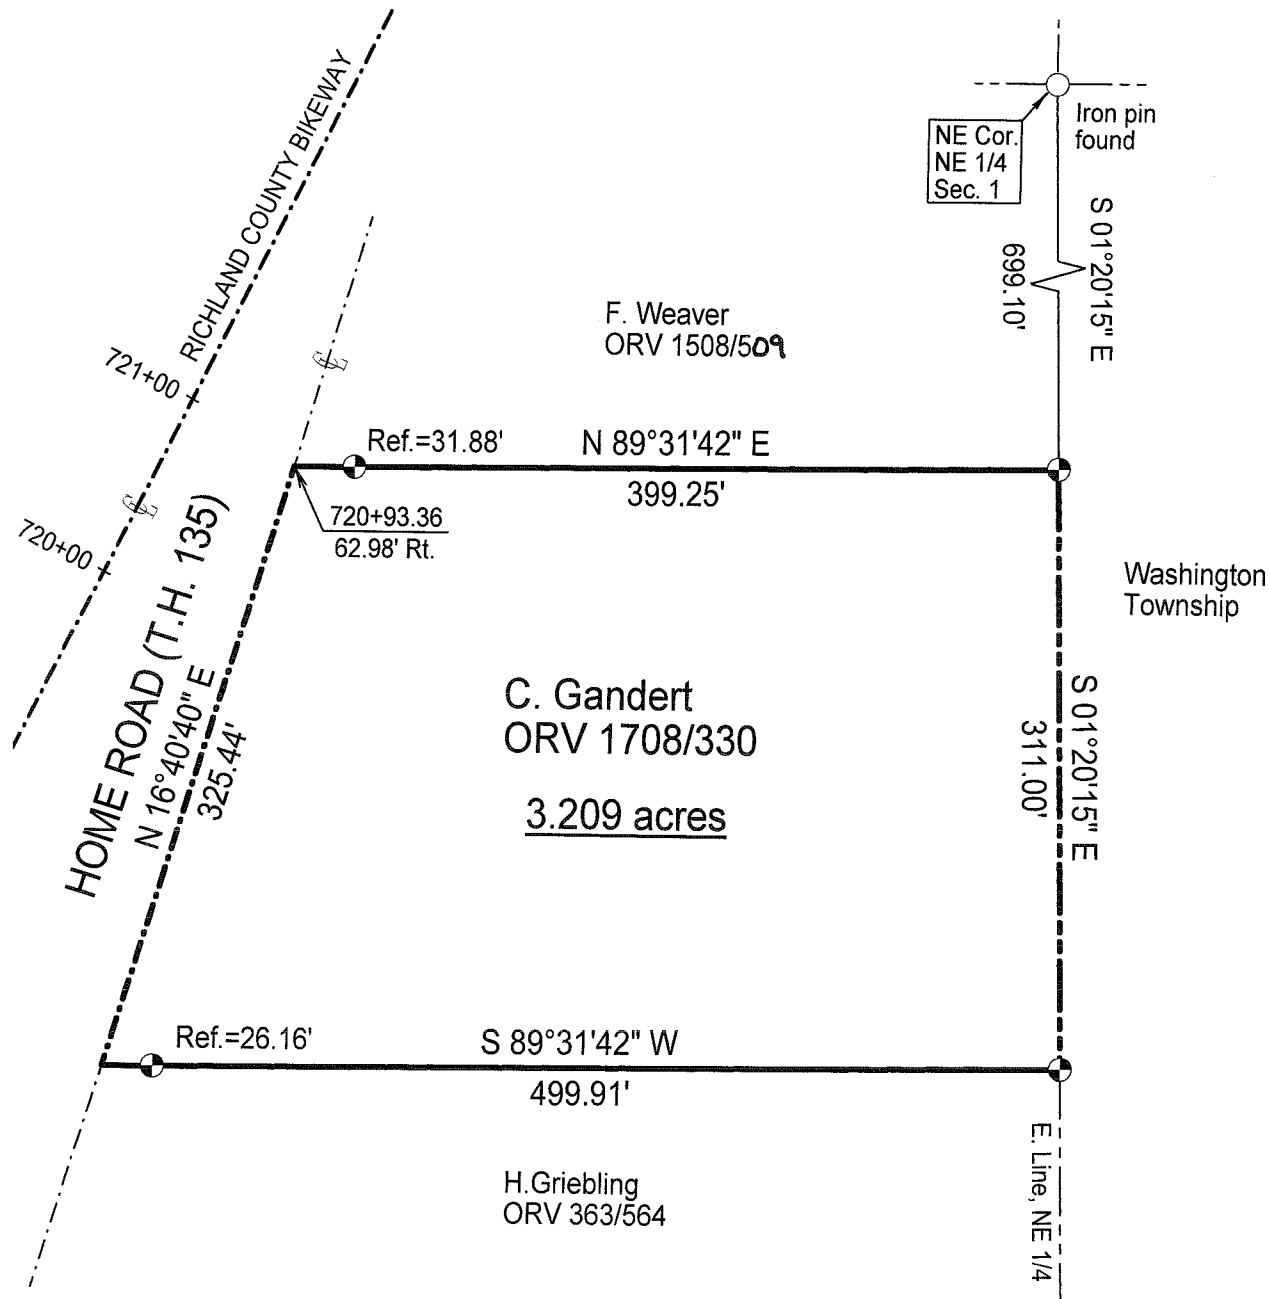 RICHLAND COUNTY BIKEWAY
Iron pin
found
NE Cor.
NE 1/4
Sec. 1
S 01°20'15" E
699.10'
F. Weaver
ORV 1508/509
721+00
Ref.=31.88'
N 89°31'42" E
399.25'
720+93.36
62.98' Rt.
720+00
HOME ROAD (T.H. 135)
N 16°40'40" E
325.44'
Washington
Township
C. Gandert
ORV 1708/330
3.209 acres
S 01°20'15" E
311.00'
Ref.=26.16'
S 89°31'42" W
499.91'
H.Griebling
ORV 363/564
E. Line, NE 1/4